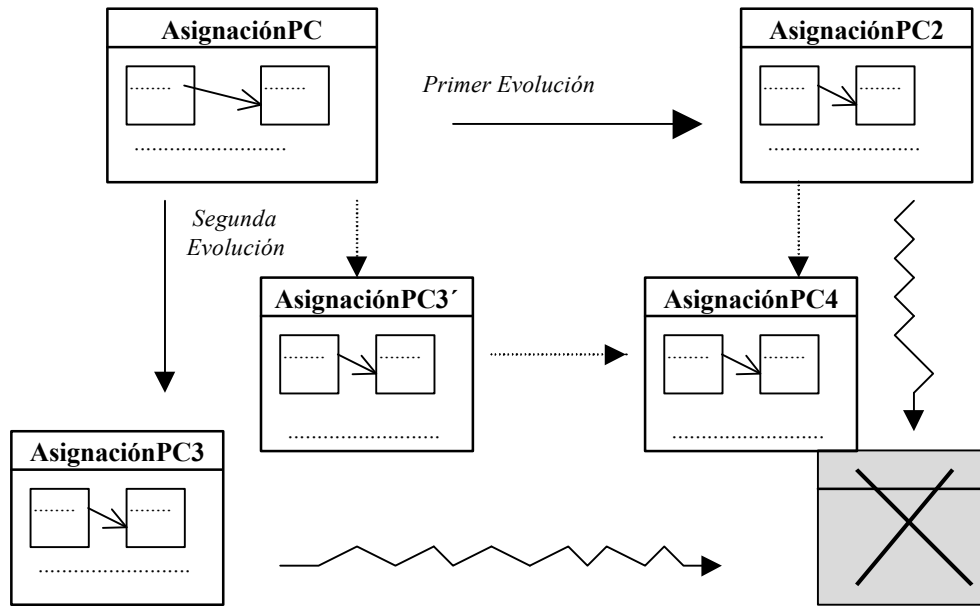 AsignaciónPC
AsignaciónPC2
Primer Evolución
Segunda
Evolución
AsignaciónPC3´
AsignaciónPC4
AsignaciónPC3